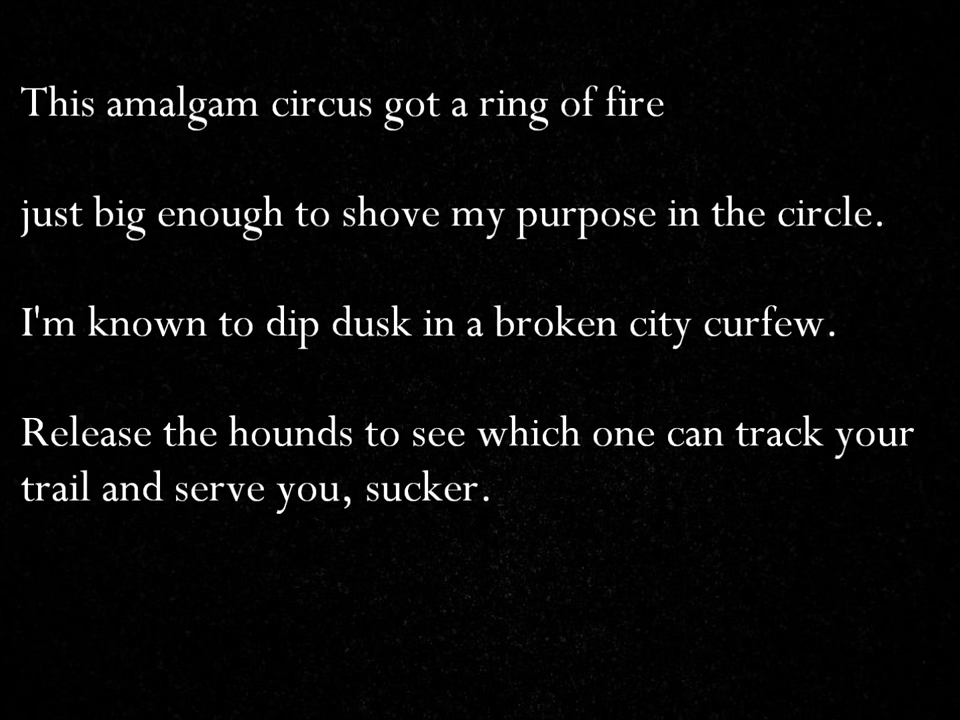 This amalgam circus got a ring of fire
just big enough to shove my purpose in the circle.
I'm known to dip dusk in a broken city curfew.
Release the hounds to see which one can track your
trail and serve you, sucker.